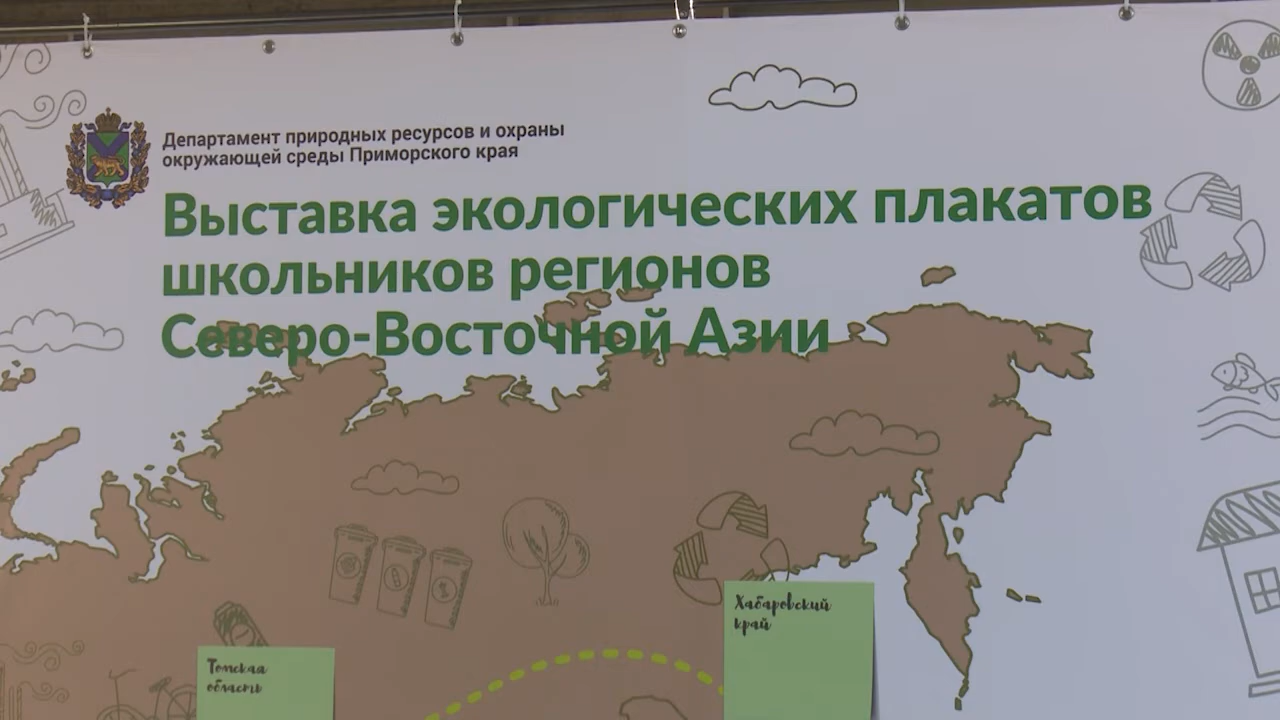 Департамент природных ресурсов и охраны
окружающей среды Приморского края
Выставка экологических плакатов
школьников регионов
Северо-Восточной Азии
Хабаровский
край
Томская
область